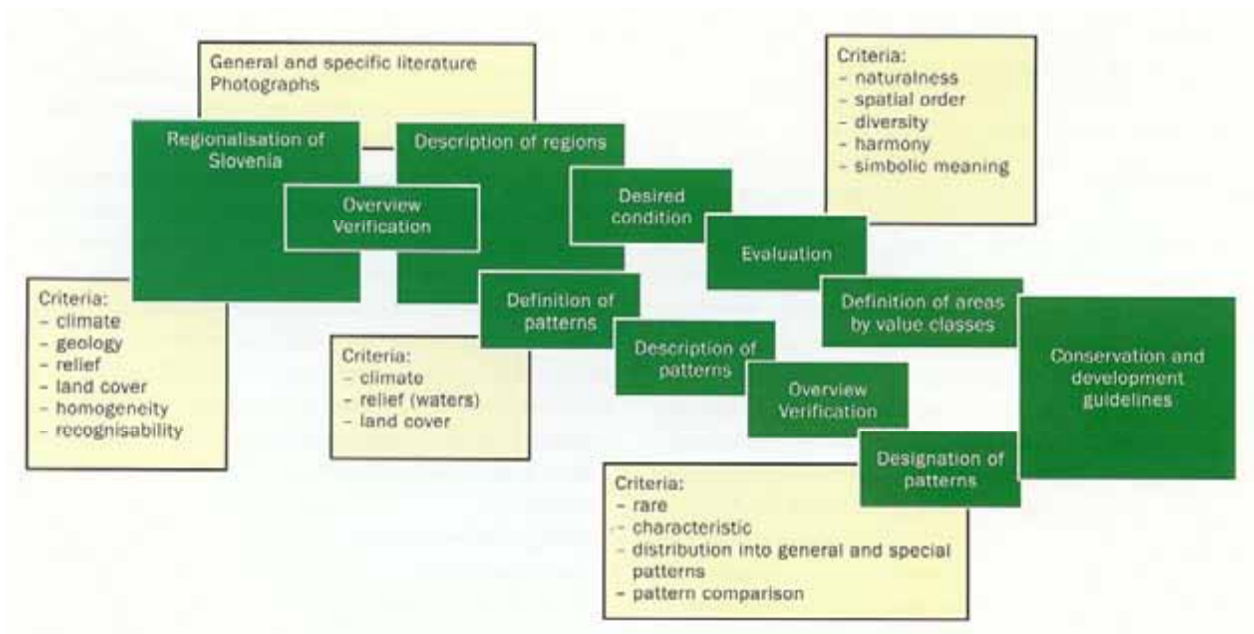 General and specific literature
Photographs
Criteria:
– naturalness
– spatial order
– diversity
– harmony
– simbolic meaning
Regionalisation of
Slovenia
Description of regions
Overview
Verification
Desired
condition
Evaluation
Definition of areas
by value classes
Conservation and
development
guidelines
Definition of
patterns
Description of
patterns
Overview
Verification
Designation of
patterns
Criteria:
– climate
– geology
– relief
– land cover
– homogeneity
– recognisability
Criteria:
– climate
– relief (waters)
– land cover
Criteria:
– rare
– characteristic
– distribution into general and special
patterns
– pattern comparison